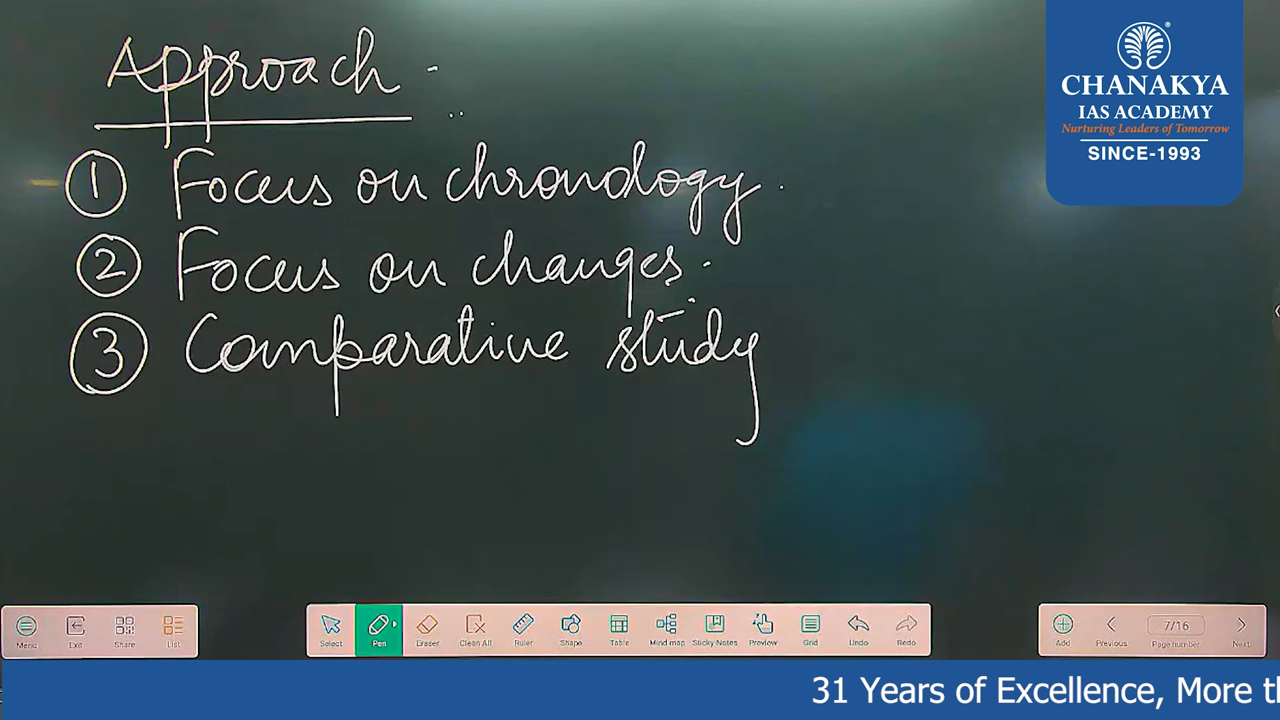 Approach -
① Focus on chronology.
② Focus on changes.
③ Comparative study
CHANAKYA
IAS ACADEMY
Nurturing Leaders of Tomorrow
SINCE-1993
Menu Exit Share List
Select Pen Eraser Clean All Ruler Shape Table Mind map Sticky Notes Preview Grid Undo Redo
Add Previous 7/16 Page number Next
31 Years of Excellence, More